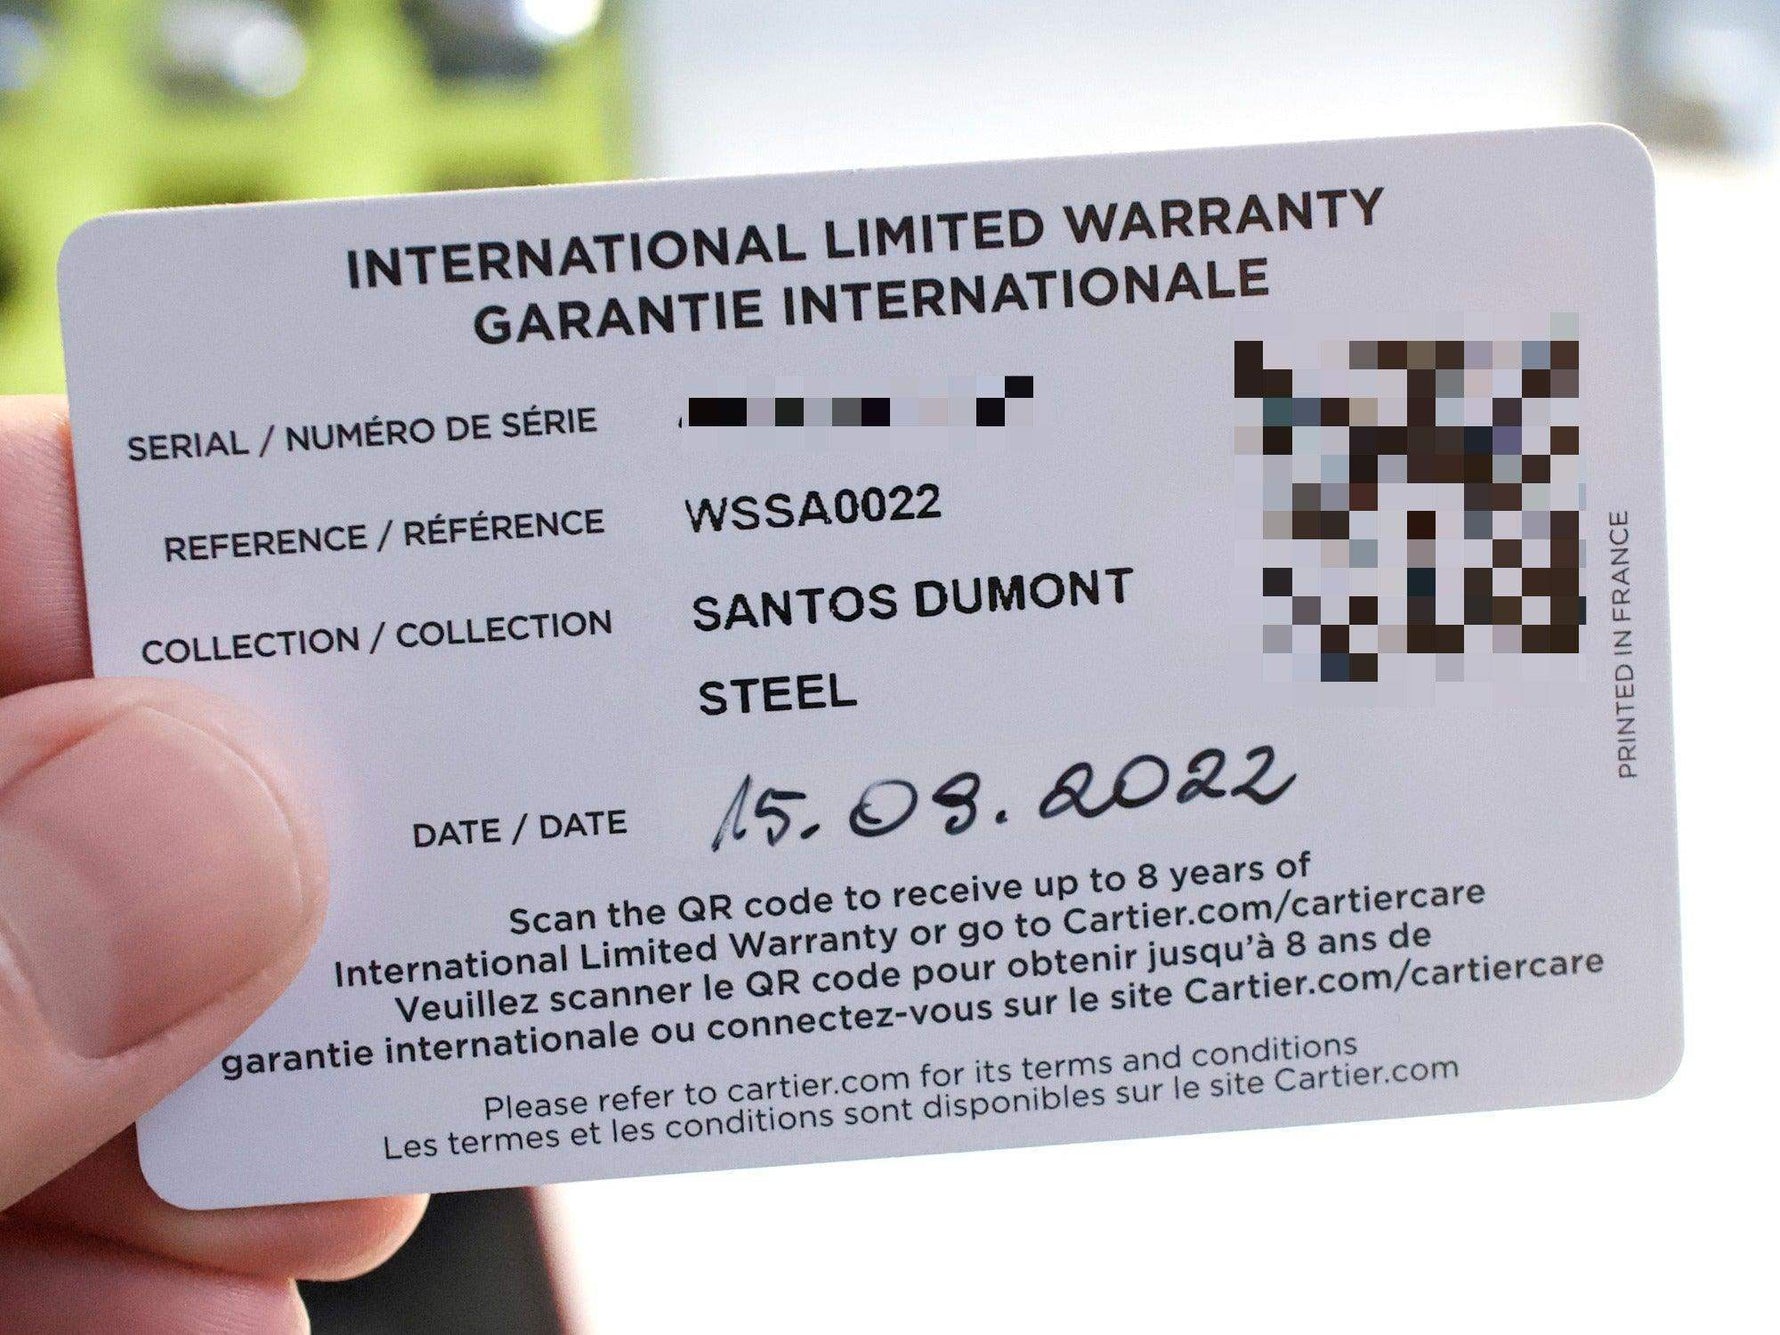 INTERNATIONAL LIMITED WARRANTY
GARANTIE INTERNATIONALE
SERIAL / NUMÉRO DE SÉRIE
REFERENCE / RÉFÉRENCE WSSA0022
COLLECTION / COLLECTION SANTOS DUMONT
STEEL
DATE / DATE 15.09.2022
Scan the QR code to receive up to 8 years of
International Limited Warranty or go to Cartier.com/cartiercare
Veuillez scanner le QR code pour obtenir jusqu'à 8 ans de
garantie internationale ou connectez-vous sur le site Cartier.com/cartiercare
Please refer to cartier.com for its terms and conditions
Les termes et les conditions sont disponibles sur le site Cartier.com
PRINTED IN FRANCE